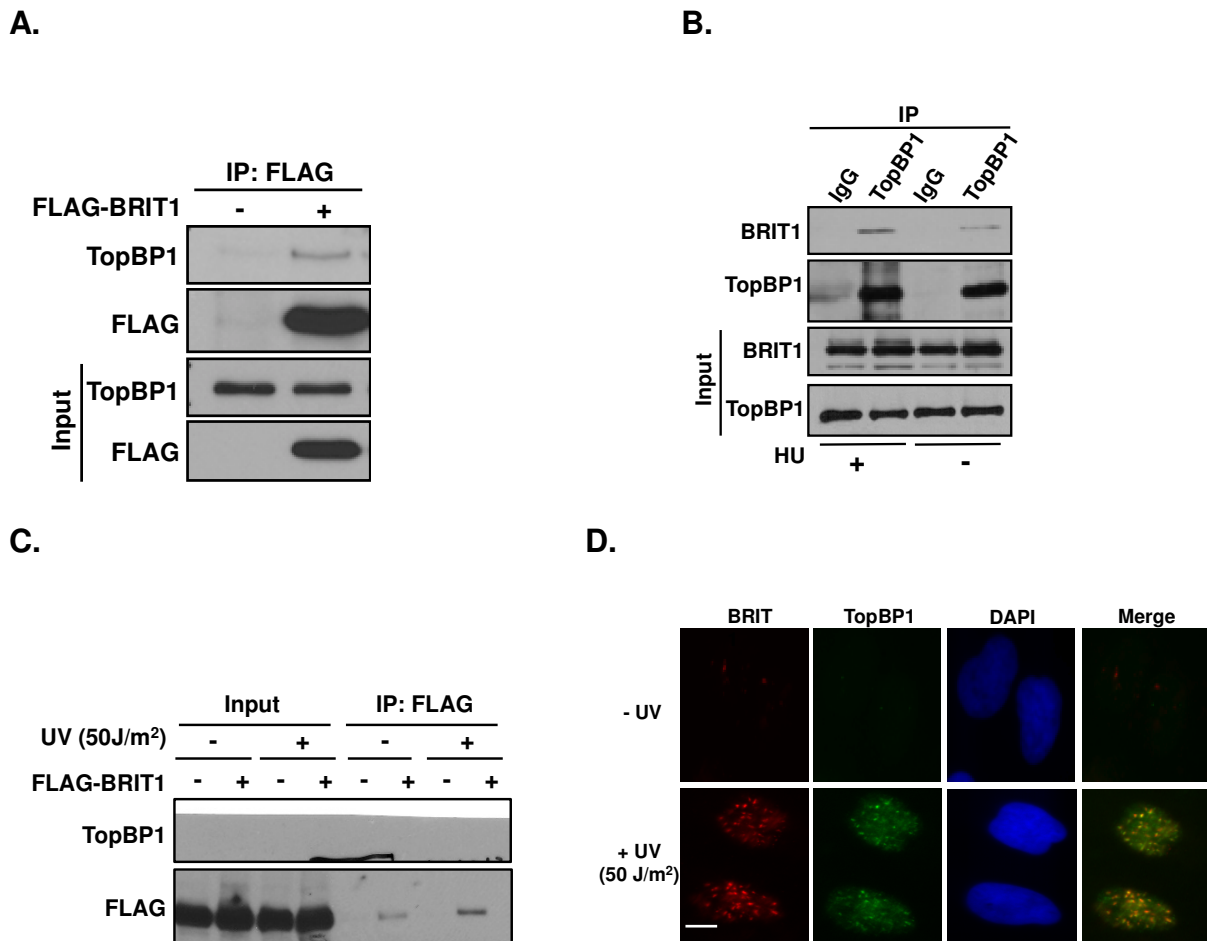 A.
IP: FLAG
FLAG-BRIT1 - +
TopBP1
FLAG
Input
TopBP1
FLAG
B.
IP
IgG TopBP1 IgG TopBP1
BRIT1
TopBP1
Input
BRIT1
TopBP1
HU + -
C.
Input IP: FLAG
UV (50J/m²) - + - +
FLAG-BRIT1 - + - + - + - +
TopBP1
FLAG
D.
BRIT TopBP1 DAPI Merge
- UV
+ UV
(50 J/m²)